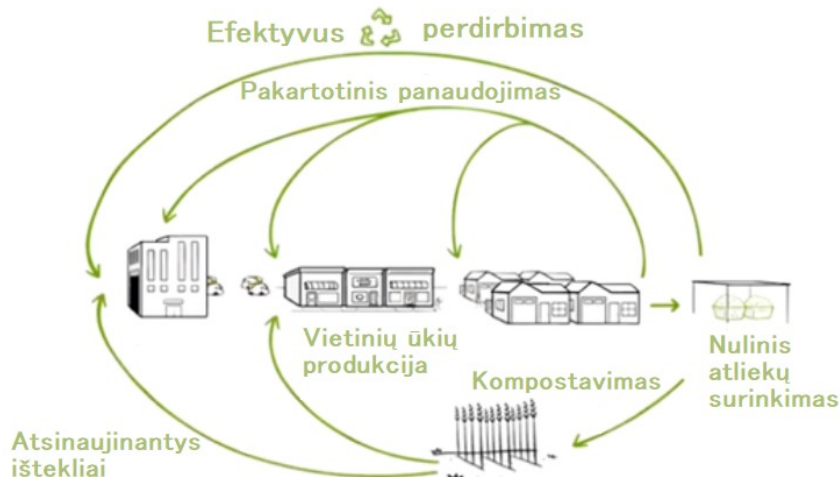 Efektyvus perdirbimas
Pakartotinis panaudojimas
Vietinių ūkių
produkcija
Nulinis
atliekų
surinkimas
Kompostavimas
Atsinaujinantys
ištekliai